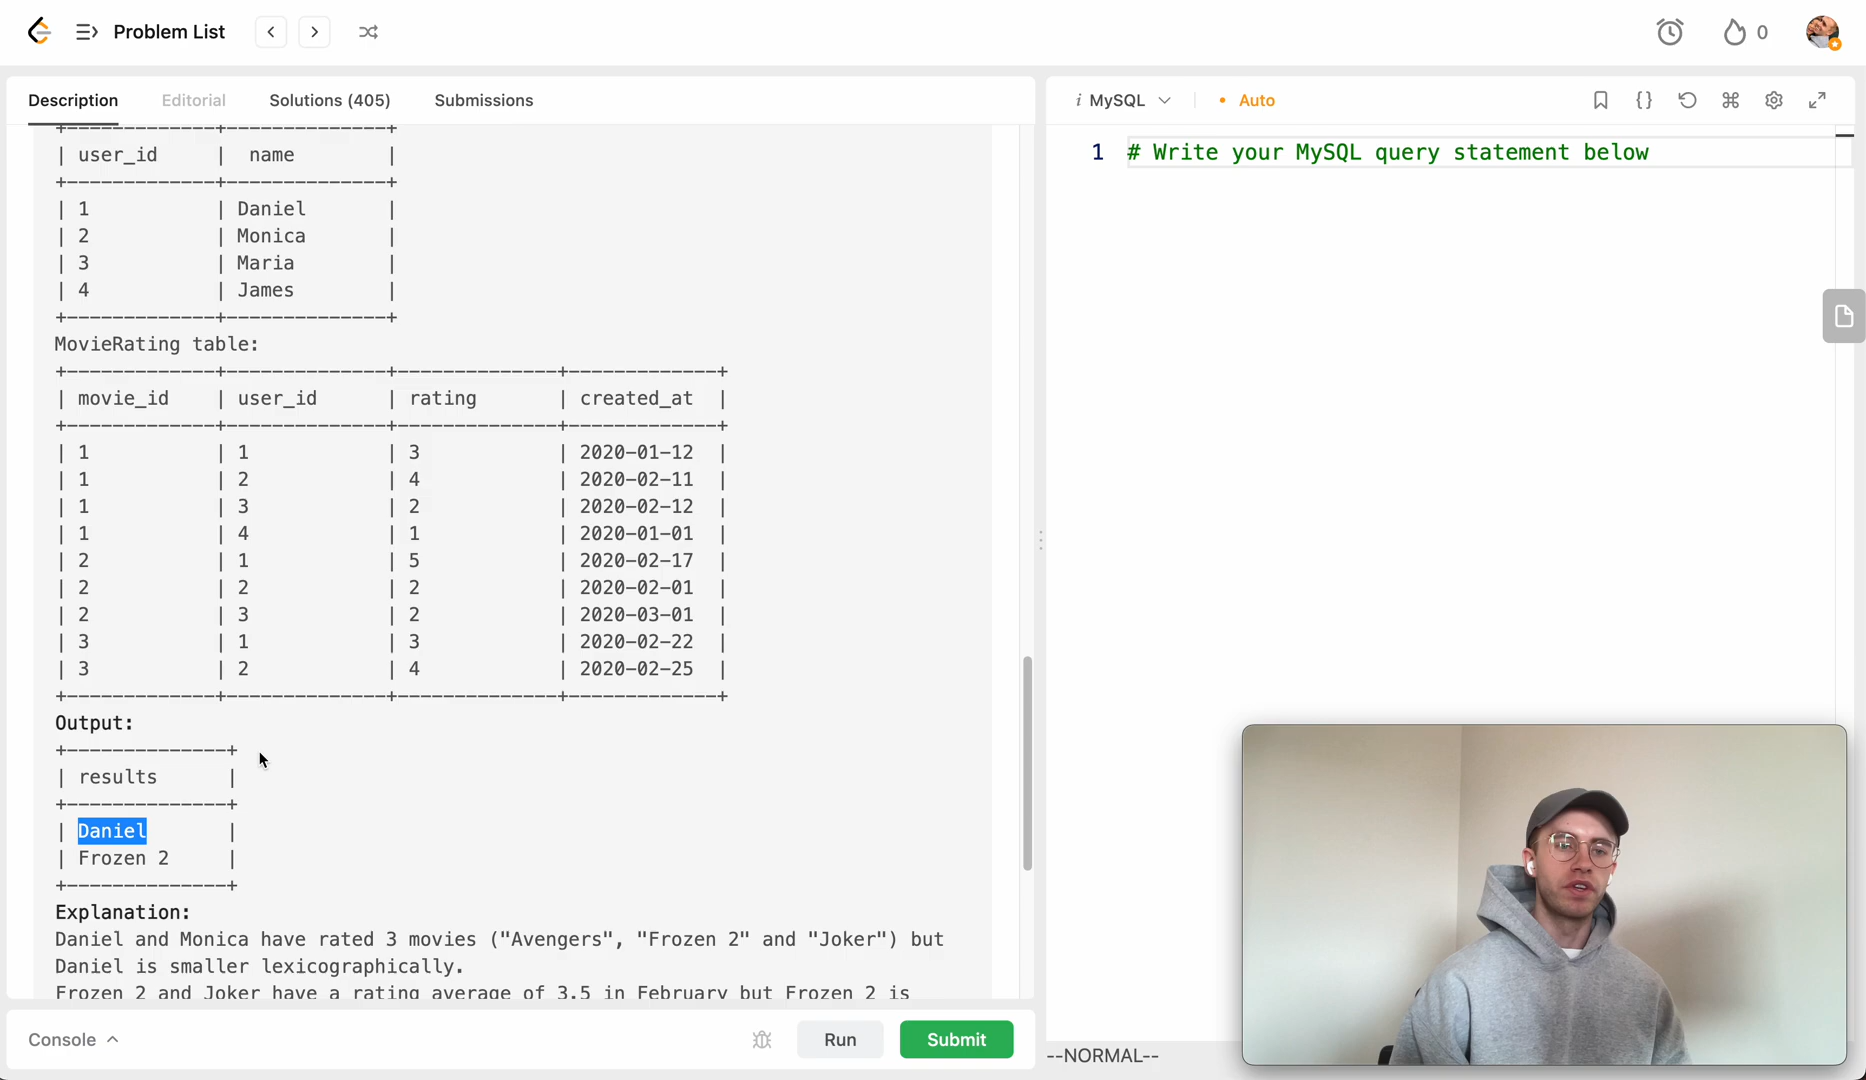 Problem List
0
Description Editorial Solutions (405) Submissions
i MySQL • Auto
+-------------+--------------+
| user_id | name |
+-------------+--------------+
| 1 | Daniel |
| 2 | Monica |
| 3 | Maria |
| 4 | James |
+-------------+--------------+
MovieRating table:
+-------------+--------------+--------------+-------------+
| movie_id | user_id | rating | created_at |
+-------------+--------------+--------------+-------------+
| 1 | 1 | 3 | 2020-01-12 |
| 1 | 2 | 4 | 2020-02-11 |
| 1 | 3 | 2 | 2020-02-12 |
| 1 | 4 | 1 | 2020-01-01 |
| 2 | 1 | 5 | 2020-02-17 |
| 2 | 2 | 2 | 2020-02-01 |
| 2 | 3 | 2 | 2020-03-01 |
| 3 | 1 | 3 | 2020-02-22 |
| 3 | 2 | 4 | 2020-02-25 |
+-------------+--------------+--------------+-------------+
Output:
+--------------+
| results |
+--------------+
| Daniel |
| Frozen 2 |
+--------------+
Explanation:
Daniel and Monica have rated 3 movies ("Avengers", "Frozen 2" and "Joker") but
Daniel is smaller lexicographically.
Frozen 2 and Joker have a rating average of 3.5 in February but Frozen 2 is
Console Run Submit
1 # Write your MySQL query statement below
--NORMAL--